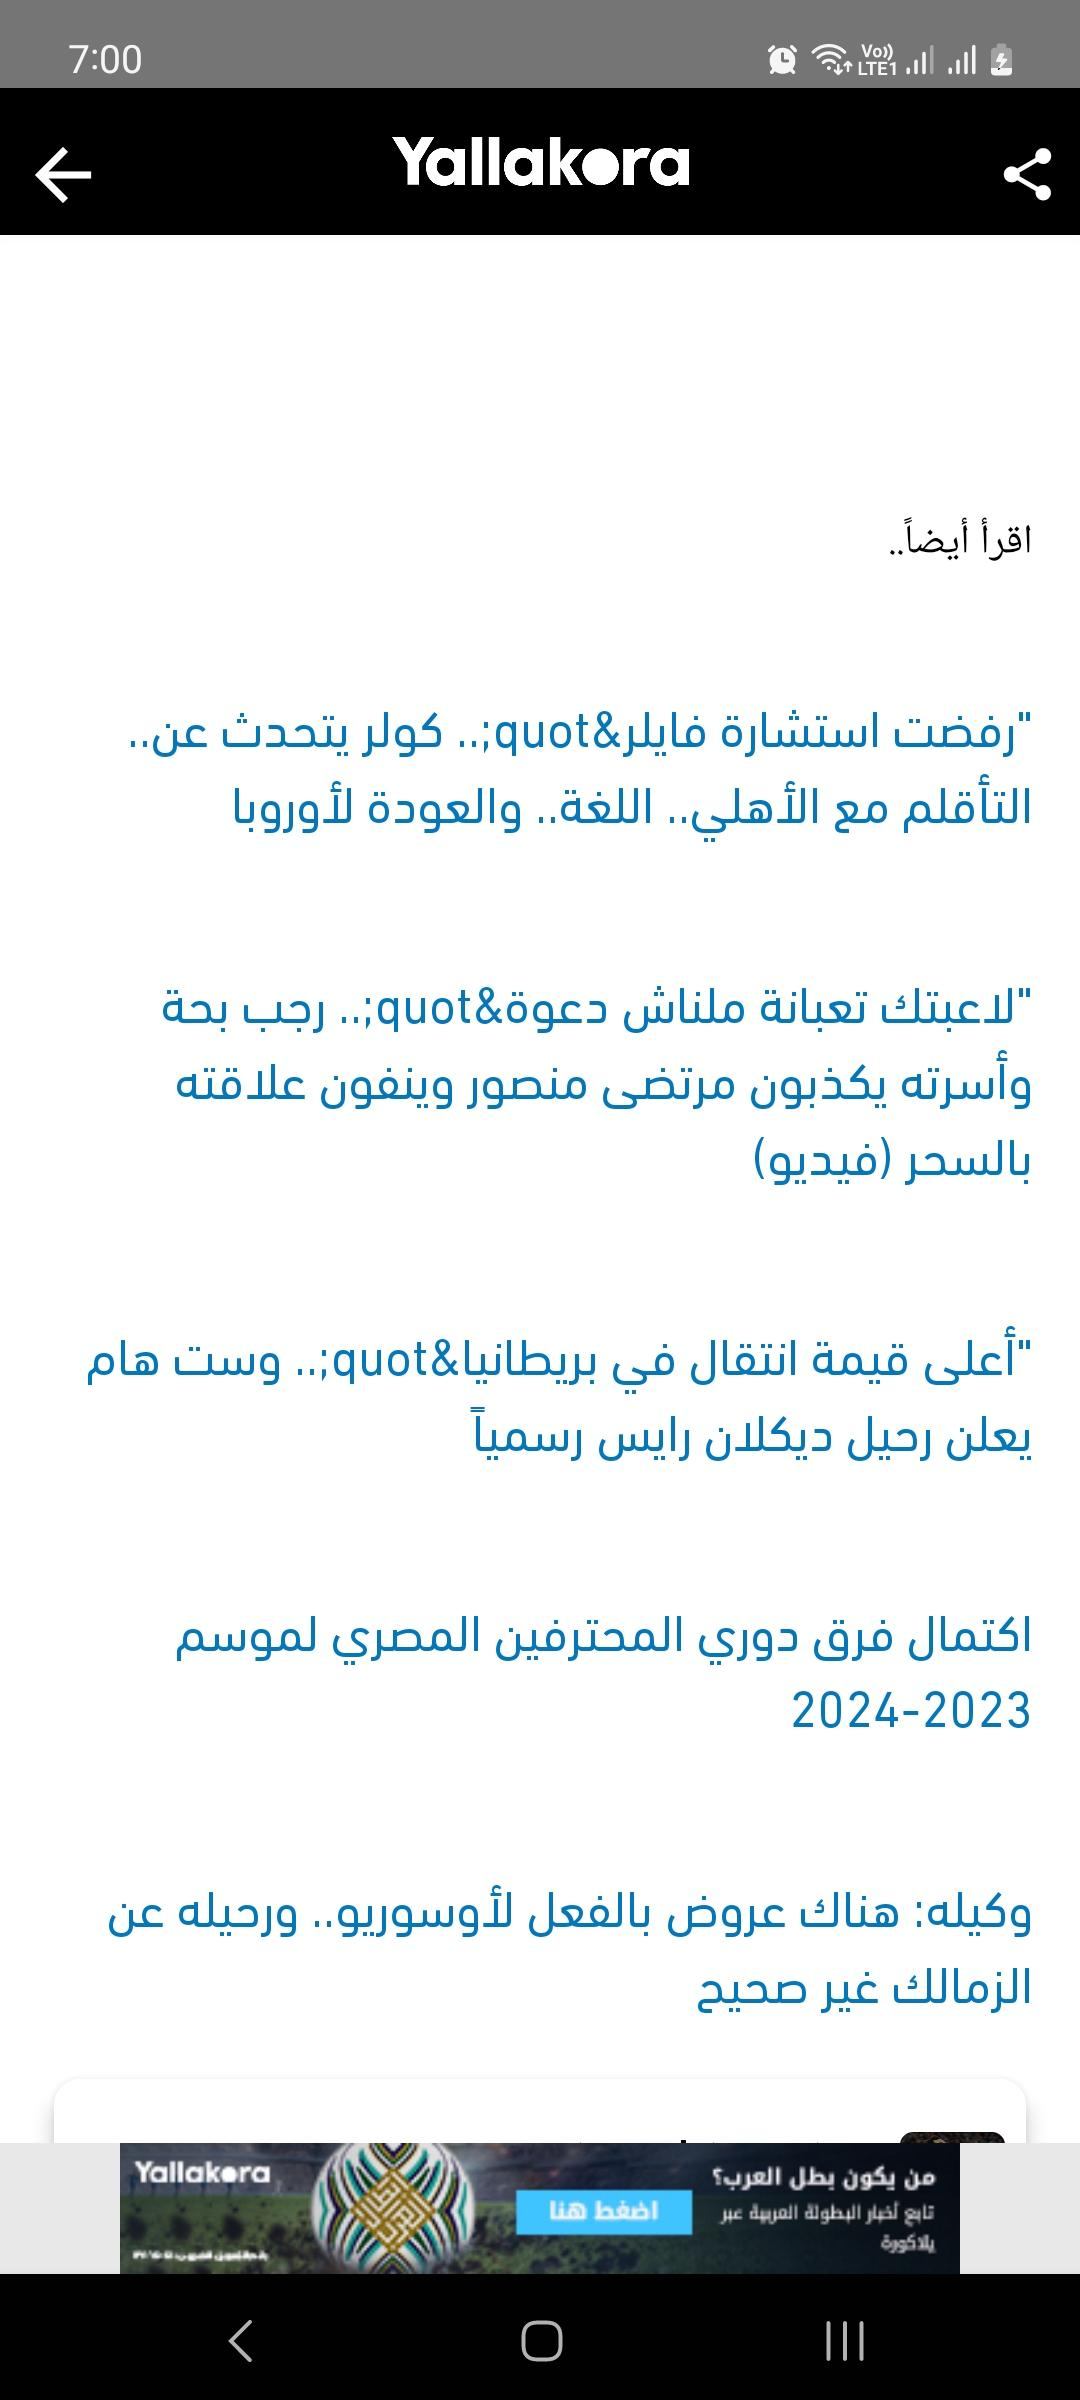 7:00
Vo))
LTE1
Yallakora
اقرأ أيضاً..
"رفضت استشارة فايلر&quot;.. كولر يتحدث عن..
التأقلم مع الأهلي.. اللغة.. والعودة لأوروبا
"لاعبتك تعبانة ملناش دعوة&quot;.. رجب بحة
وأسرته يكذبون مرتضى منصور وينفون علاقته
بالسحر (فيديو)
"أعلى قيمة انتقال في بريطانيا&quot;.. وست هام
يعلن رحيل ديكلان رايس رسمياً
اكتمال فرق دوري المحترفين المصري لموسم
2023-2024
وكيله: هناك عروض بالفعل لأوسوريو.. ورحيله عن
الزمالك غير صحيح
Yallakora
من يكون بطل العرب؟
اضغط هنا
تابع أخبار البطولة العربية عبر
يلاكورة